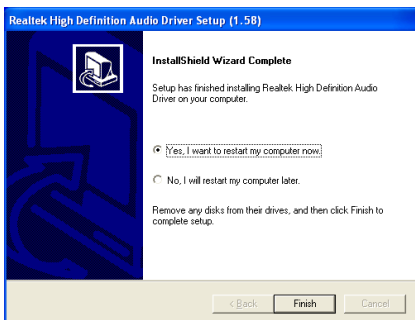 Realtek High Definition Audio Driver Setup (1.58)
InstallShield Wizard Complete
Setup has finished installing Realtek High Definition Audio
Driver on your computer.
Yes, I want to restart my computer now.
No, I will restart my computer later.
Remove any disks from their drives, and then click Finish to
complete setup.
< Back
Finish
Cancel